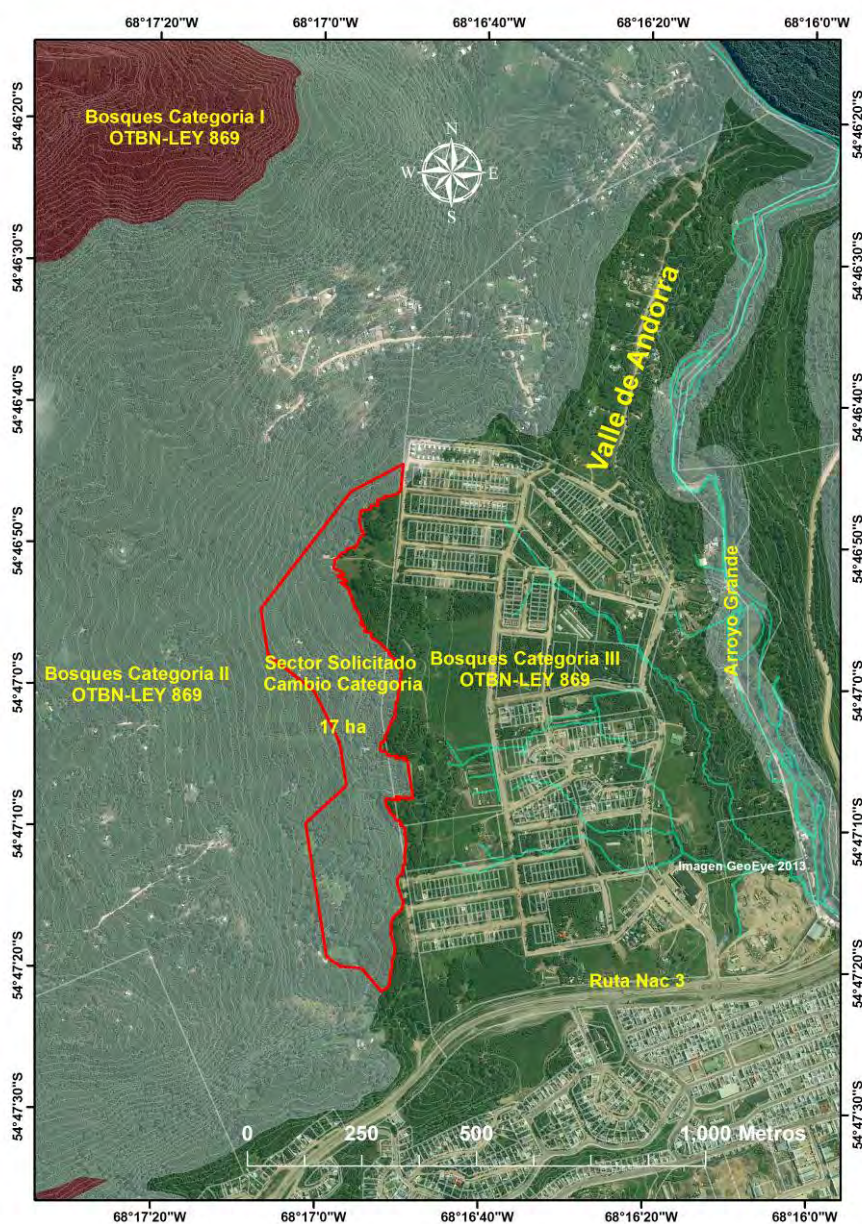 68°17'20"W 68°17'0"W 68°16'40"W 68°16'20"W 68°16'0"W
54°46'20"S
54°46'20"S
Bosques Categoria I
OTBN-LEY 869
N
W E
S
54°46'30"S
54°46'30"S
Valle de Andorra
54°46'40"S
54°46'40"S
54°46'50"S
54°46'50"S
Arroyo Grande
Bosques Categoria II
OTBN-LEY 869
Sector Solicitado
Cambio Categoria
17 ha
Bosques Categoria III
OTBN-LEY 869
54°47'0"S
54°47'0"S
54°47'10"S
54°47'10"S
Imagen GeoEye 2013
54°47'20"S
54°47'20"S
Ruta Nac 3
54°47'30"S
54°47'30"S
0 250 500 1.000 Metros
68°17'20"W 68°17'0"W 68°16'40"W 68°16'20"W 68°16'0"W